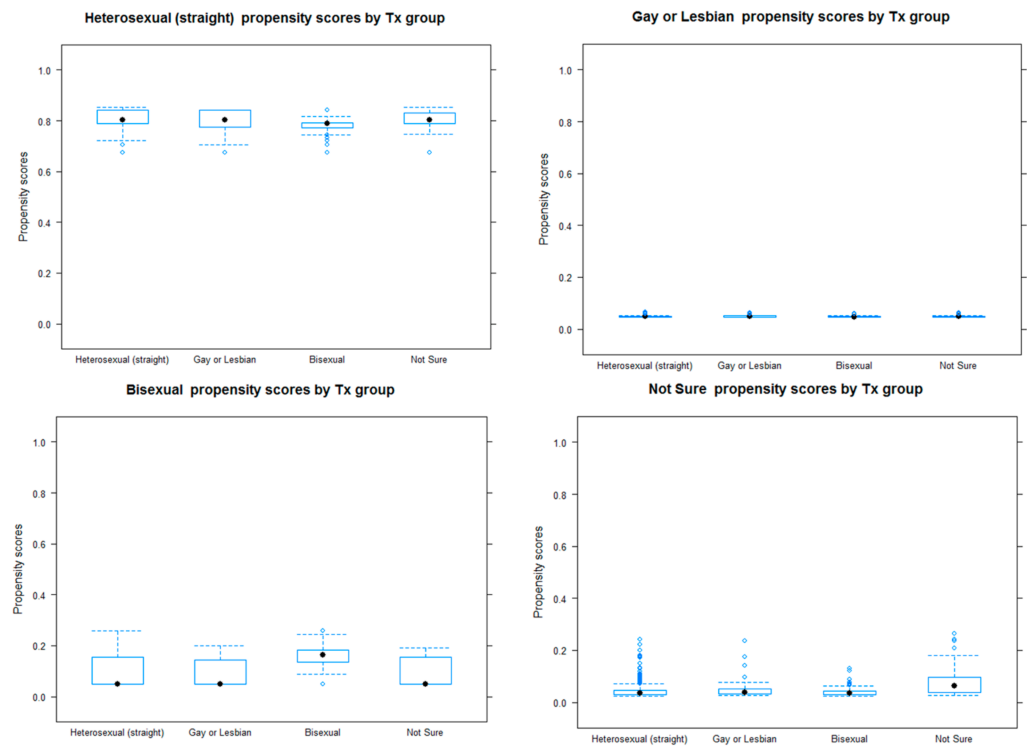 Heterosexual (straight) propensity scores by Tx group
1.0
0.8
0.6
0.4
0.2
0.0
Propensity scores
Heterosexual (straight) Gay or Lesbian Bisexual Not Sure
Gay or Lesbian propensity scores by Tx group
1.0
0.8
0.6
0.4
0.2
0.0
Propensity scores
Heterosexual (straight) Gay or Lesbian Bisexual Not Sure
Bisexual propensity scores by Tx group
1.0
0.8
0.6
0.4
0.2
0.0
Propensity scores
Heterosexual (straight) Gay or Lesbian Bisexual Not Sure
Not Sure propensity scores by Tx group
1.0
0.8
0.6
0.4
0.2
0.0
Propensity scores
Heterosexual (straight) Gay or Lesbian Bisexual Not Sure